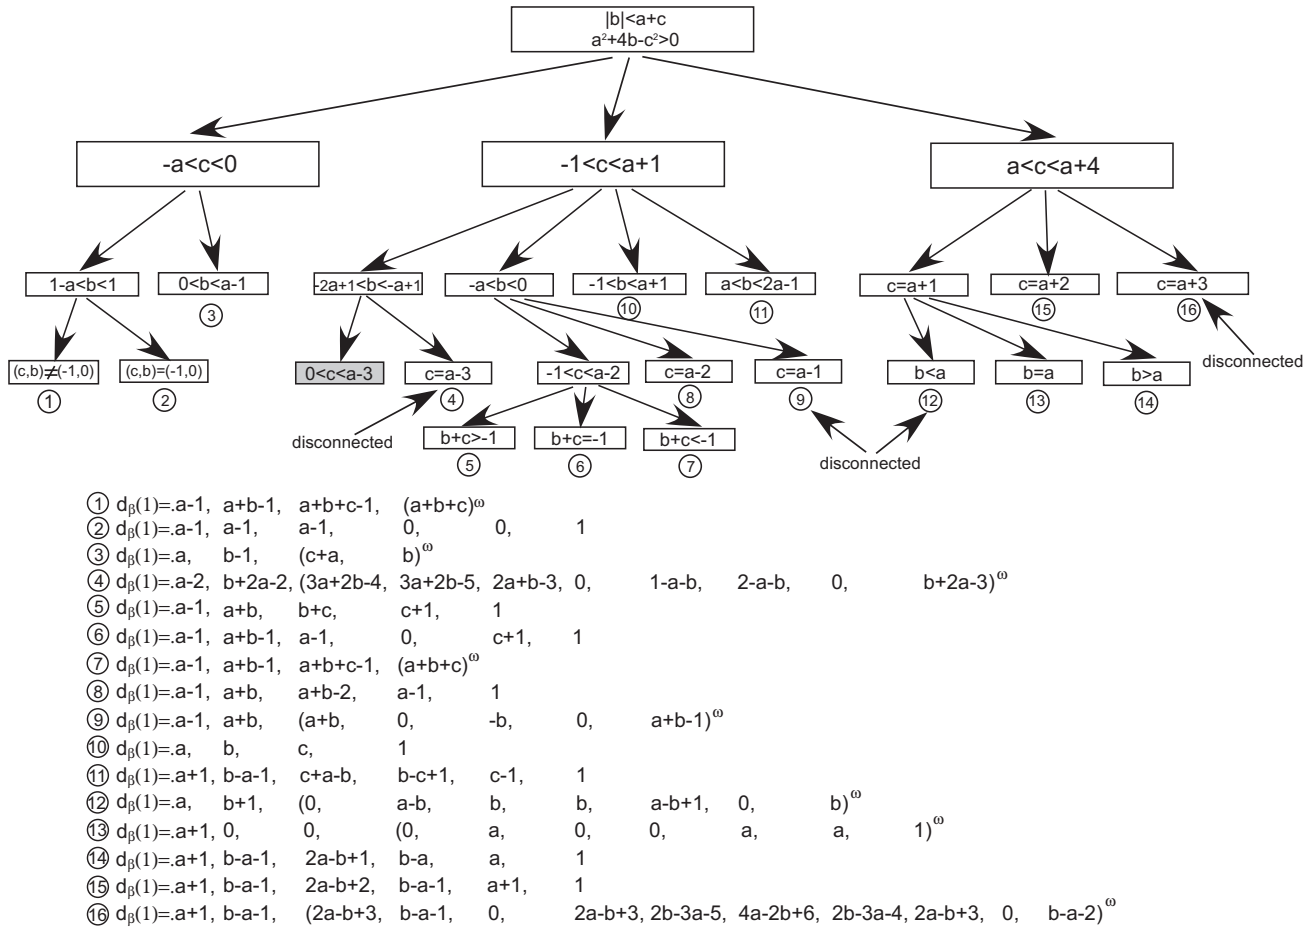 |b|<a+c
a²+4b-c²>0
-a<c<0
-1<c<a+1
a<c<a+4
1-a<b<1
0<b<a-1
-2a+1<b<-a+1
-a<b<0
-1<b<a+1
a<b<2a-1
c=a+1
c=a+2
c=a+3
③
⑩
⑪
⑮
⑯
disconnected
(c,b)≠(-1,0)
(c,b)=(-1,0)
0<c<a-3
c=a-3
-1<c<a-2
c=a-2
c=a-1
b<a
b=a
b>a
①
②
④
⑧
⑨
⑫
⑬
⑭
disconnected
b+c>-1
b+c=-1
b+c<-1
disconnected
⑤
⑥
⑦
① dᵦ(1)=.a-1, a+b-1, a+b+c-1, (a+b+c)^ω
② dᵦ(1)=.a-1, a-1, a-1, 0, 0, 1
③ dᵦ(1)=.a, b-1, (c+a, b)^ω
④ dᵦ(1)=.a-2, b+2a-2, (3a+2b-4, 3a+2b-5, 2a+b-3, 0, 1-a-b, 2-a-b, 0, b+2a-3)^ω
⑤ dᵦ(1)=.a-1, a+b, b+c, c+1, 1
⑥ dᵦ(1)=.a-1, a+b-1, a-1, 0, c+1, 1
⑦ dᵦ(1)=.a-1, a+b-1, a+b+c-1, (a+b+c)^ω
⑧ dᵦ(1)=.a-1, a+b, a+b-2, a-1, 1
⑨ dᵦ(1)=.a-1, a+b, (a+b, 0, -b, 0, a+b-1)^ω
⑩ dᵦ(1)=.a, b, c, 1
⑪ dᵦ(1)=.a+1, b-a-1, c+a-b, b-c+1, c-1, 1
⑫ dᵦ(1)=.a, b+1, (0, a-b, b, b, a-b+1, 0, b)^ω
⑬ dᵦ(1)=.a+1, 0, 0, (0, a, 0, 0, a, a, 1)^ω
⑭ dᵦ(1)=.a+1, b-a-1, 2a-b+1, b-a, a, 1
⑮ dᵦ(1)=.a+1, b-a-1, 2a-b+2, b-a-1, a+1, 1
⑯ dᵦ(1)=.a+1, b-a-1, (2a-b+3, b-a-1, 0, 2a-b+3, 2b-3a-5, 4a-2b+6, 2b-3a-4, 2a-b+3, 0, b-a-2)^ω